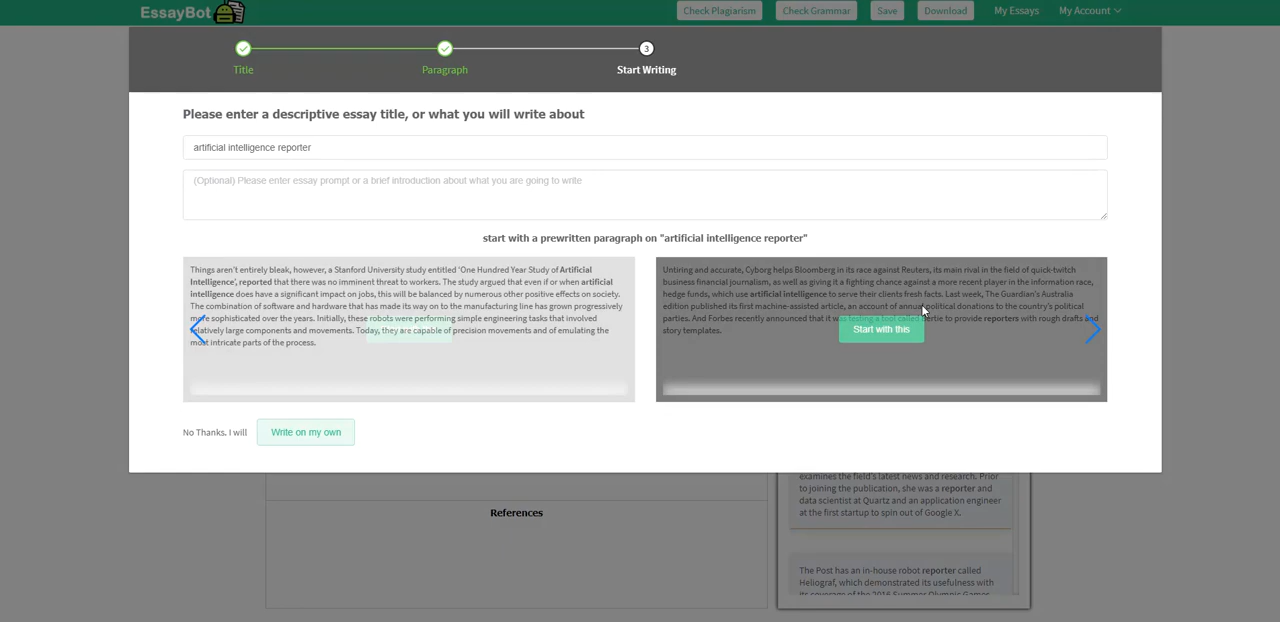 EssayBot
Check Plagiarism
Check Grammar
Save
Download
My Essays
My Account
3
Title
Paragraph
Start Writing
Please enter a descriptive essay title, or what you will write about
artificial intelligence reporter
(Optional) Please enter essay prompt or a brief introduction about what you are going to write
start with a prewritten paragraph on "artificial intelligence reporter"
Things aren't entirely bleak, however, a Stanford University study entitled 'One Hundred Year Study of Artificial
Intelligence', reported that there was no imminent threat to workers. The study argued that even if or when artificial
intelligence does have a significant impact on jobs, this will be balanced by numerous other positive effects on society.
The combination of software and hardware that has made its way on to the manufacturing line has grown progressively
more sophisticated over the years. Initially, these robots were performing simple engineering tasks that involved
relatively large components and movements. Today, they are capable of precision movements and of emulating the
most intricate parts of the process.
Untiring and accurate, Cyborg helps Bloomberg in its race against Reuters, its main rival in the field of quick-twitch
business financial journalism, as well as giving it a fighting chance against a more recent player in the information race,
hedge funds, which use artificial intelligence to serve their clients fresh facts. Last week, The Guardian's Australia
edition published its first machine-assisted article, an account of annual political donations to the country's political
parties. And Forbes recently announced that it was testing a tool called Bertie to provide reporters with rough drafts and
story templates.
Start with this
No Thanks. I will
Write on my own
References
examines the field's latest news and research. Prior
to joining the publication, she was a reporter and
data scientist at Quartz and an application engineer
at the first startup to spin out of Google X.
The Post has an in-house robot reporter called
Heliograf, which demonstrated its usefulness with
its coverage of the 2016 Summer Olympic Games